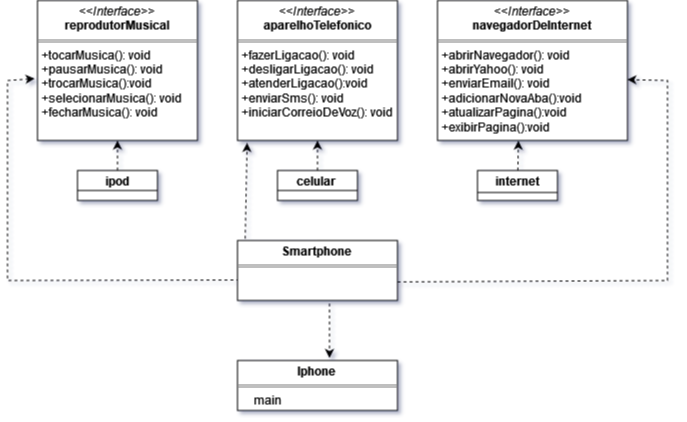 <<Interface>>
reprodutorMusical
+tocarMusica(): void
+pausarMusica(): void
+trocarMusica():void
+selecionarMusica(): void
+fecharMusica(): void
<<Interface>>
aparelhoTelefonico
+fazerLigacao(): void
+desligarLigacao(): void
+atenderLigacao():void
+enviarSms(): void
+iniciarCorreioDeVoz(): void
<<Interface>>
navegadorDeInternet
+abrirNavegador(): void
+abrirYahoo(): void
+enviarEmail(): void
+adicionarNovaAba():void
+atualizarPagina():void
+exibirPagina():void
ipod
celular
internet
Smartphone
Iphone
main